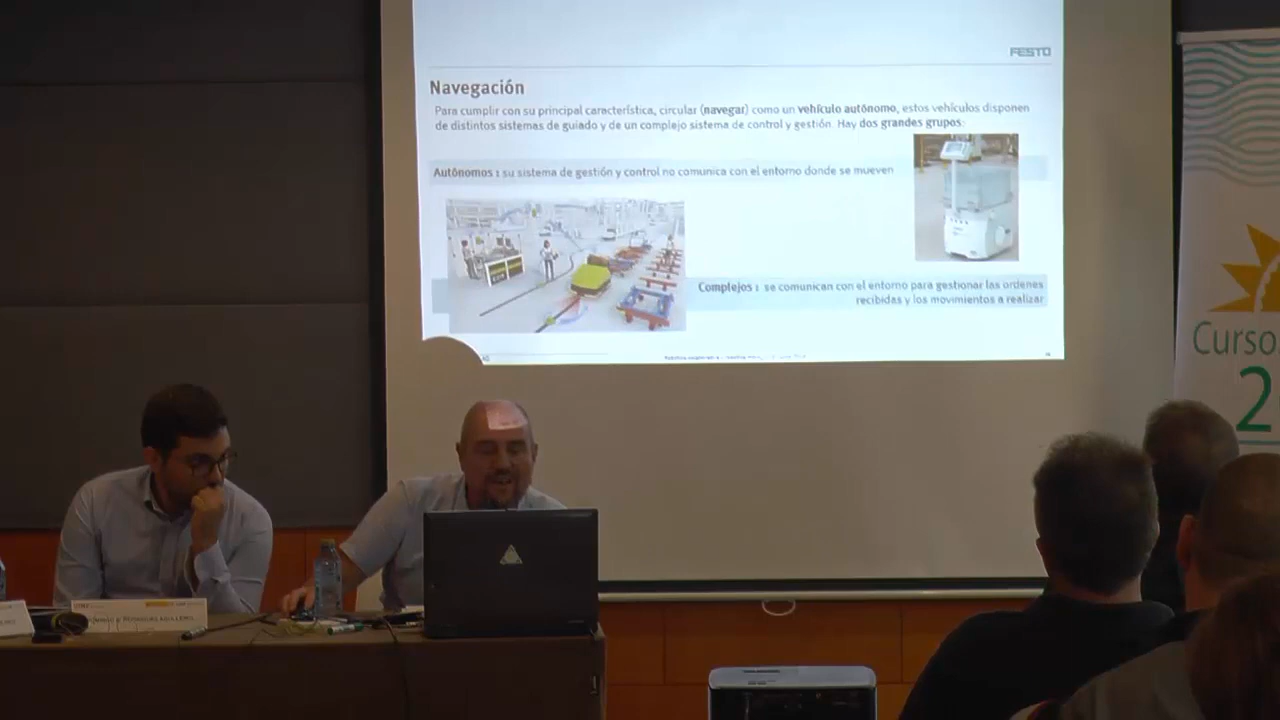 FESTO
Navegación
Para cumplir con su principal característica, circular (navegar) como un vehículo autónomo, estos vehículos disponen
de distintos sistemas de guiado y de un complejo sistema de control y gestión. Hay dos grandes grupos:
Autónomos : su sistema de gestión y control no comunica con el entorno donde se mueven
Complejos : se comunican con el entorno para gestionar las ordenes
recibidas y los movimientos a realizar
Curso
2